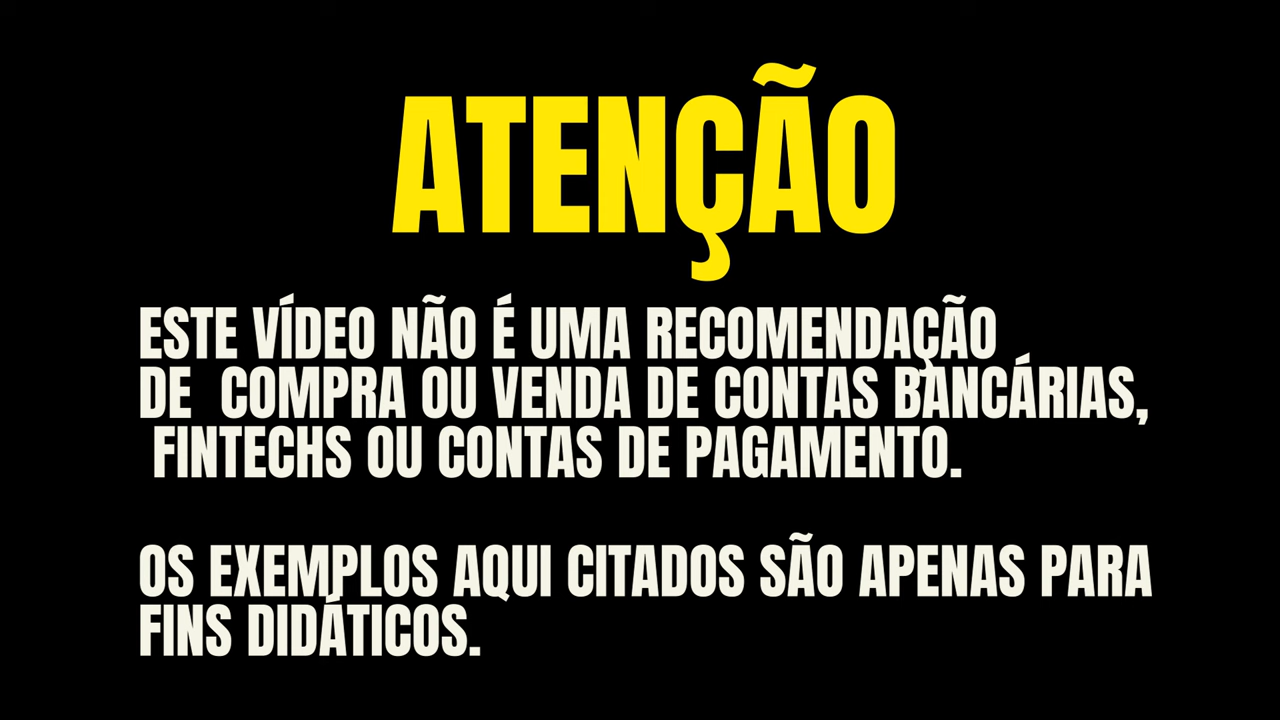 ATENÇÃO
ESTE VÍDEO NÃO É UMA RECOMENDAÇÃO
DE COMPRA OU VENDA DE CONTAS BANCÁRIAS,
FINTECHS OU CONTAS DE PAGAMENTO.
OS EXEMPLOS AQUI CITADOS SÃO APENAS PARA
FINS DIDÁTICOS.